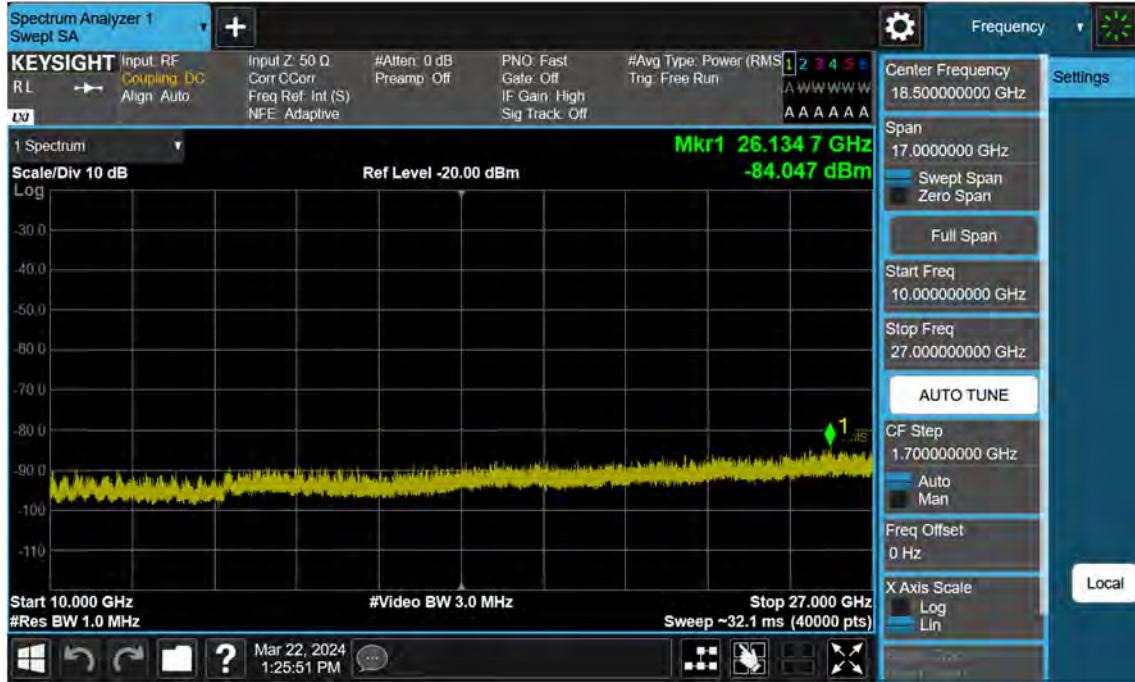 Spectrum Analyzer 1
Swept SA
Frequency
KEYSIGHT
RL
LXI
Input: RF
Coupling: DC
Align: Auto
Input Z: 50 Ω
Corr CCorr
Freq Ref: Int (S)
NFE: Adaptive
#Atten: 0 dB
Preamp: Off
PNO: Fast
Gate: Off
IF Gain: High
Sig Track: Off
#Avg Type: Power (RMS
Trig: Free Run
1 2 3 4 5 6
A W W W W W
A A A A A A
1 Spectrum
Scale/Div 10 dB
Ref Level -20.00 dBm
Mkr1 26.134 7 GHz
-84.047 dBm
Log
-30.0
-40.0
-50.0
-60.0
-70.0
-80.0
-90.0
-100
-110
1
Start 10.000 GHz
#Video BW 3.0 MHz
Stop 27.000 GHz
#Res BW 1.0 MHz
Sweep ~32.1 ms (40000 pts)
Center Frequency
18.500000000 GHz
Span
17.0000000 GHz
Swept Span
Zero Span
Full Span
Start Freq
10.000000000 GHz
Stop Freq
27.000000000 GHz
AUTO TUNE
CF Step
1.700000000 GHz
Auto
Man
Freq Offset
0 Hz
X Axis Scale
Log
Lin
Settings
Local
?
Mar 22, 2024
1:25:51 PM